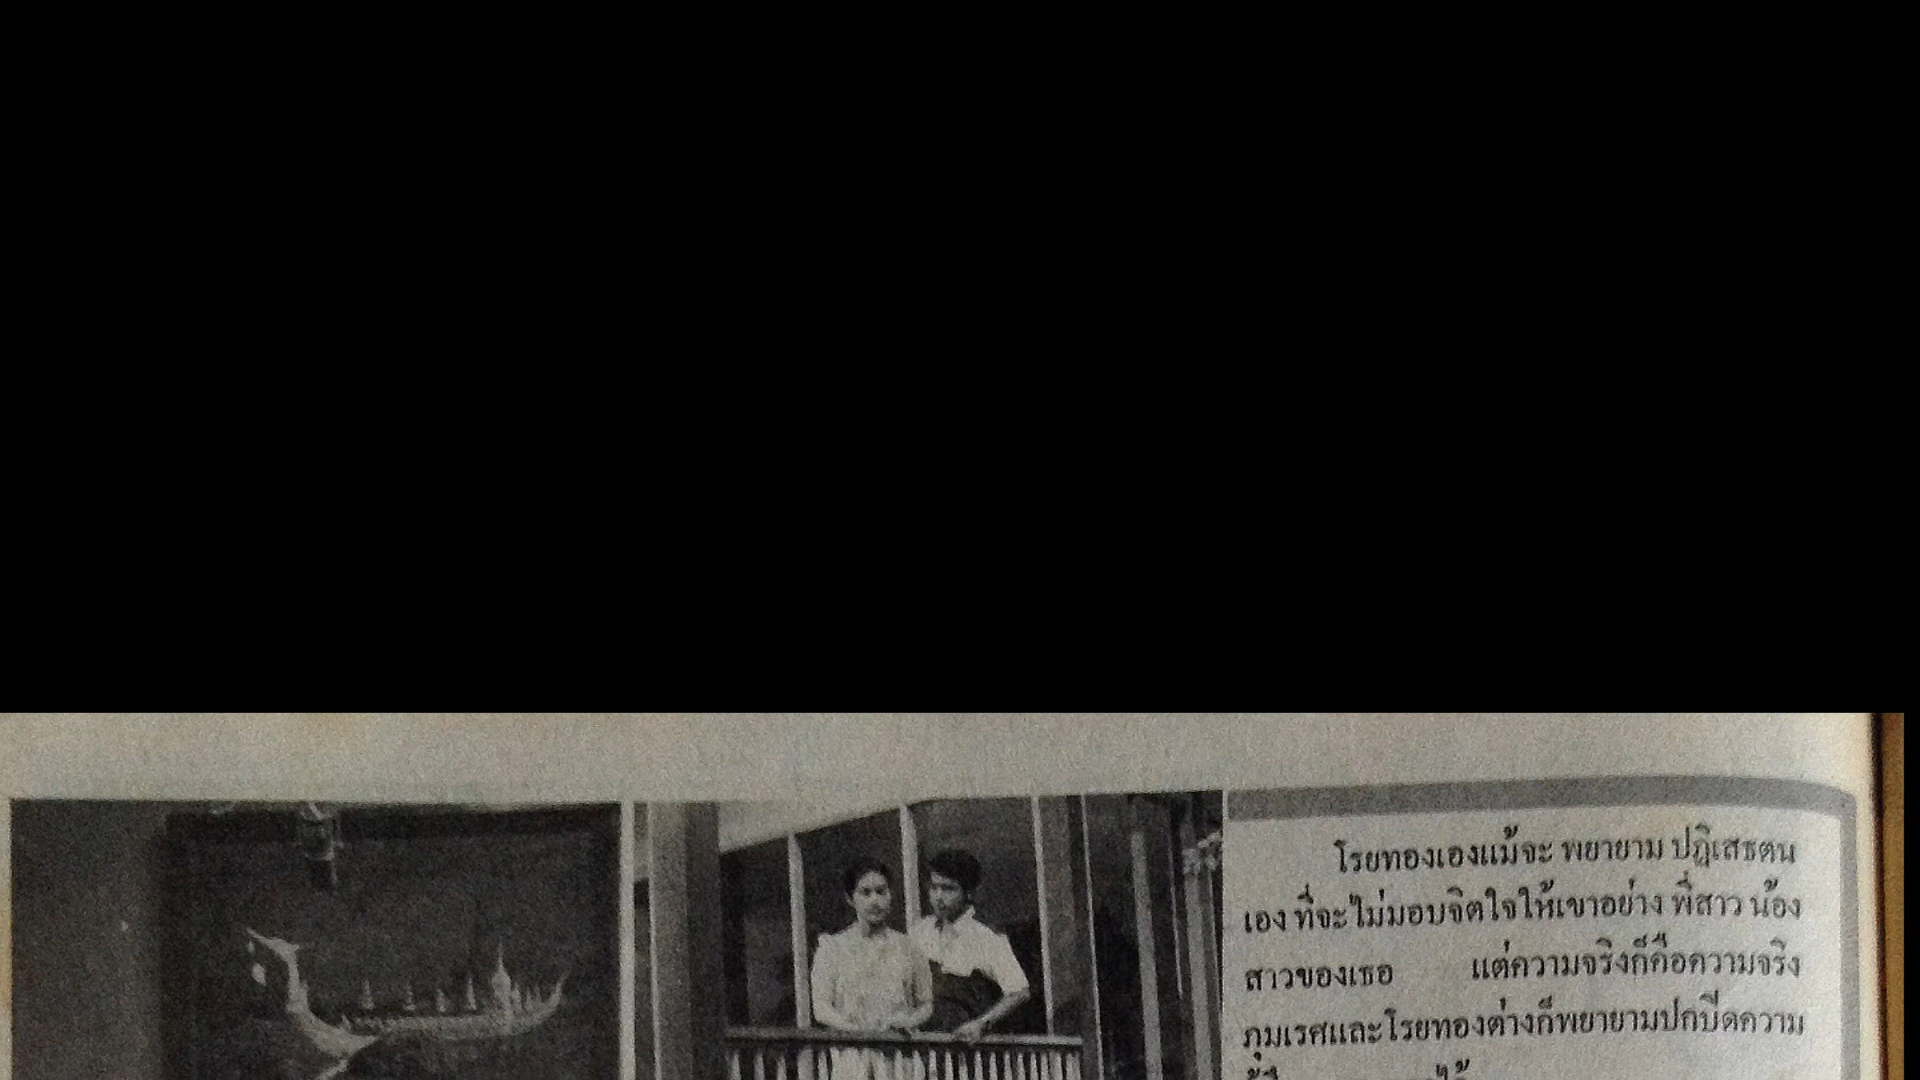 โรยทองเองแม้จะ พยายาม ปฏิเสธตน
เอง ที่จะไม่มอบจิตใจให้เขาอย่าง พี่สาว น้อง
สาวของเธอ แต่ความจริงก็คือความจริง
ภุมเรศและโรยทองต่างก็พยายามปกปิดความ